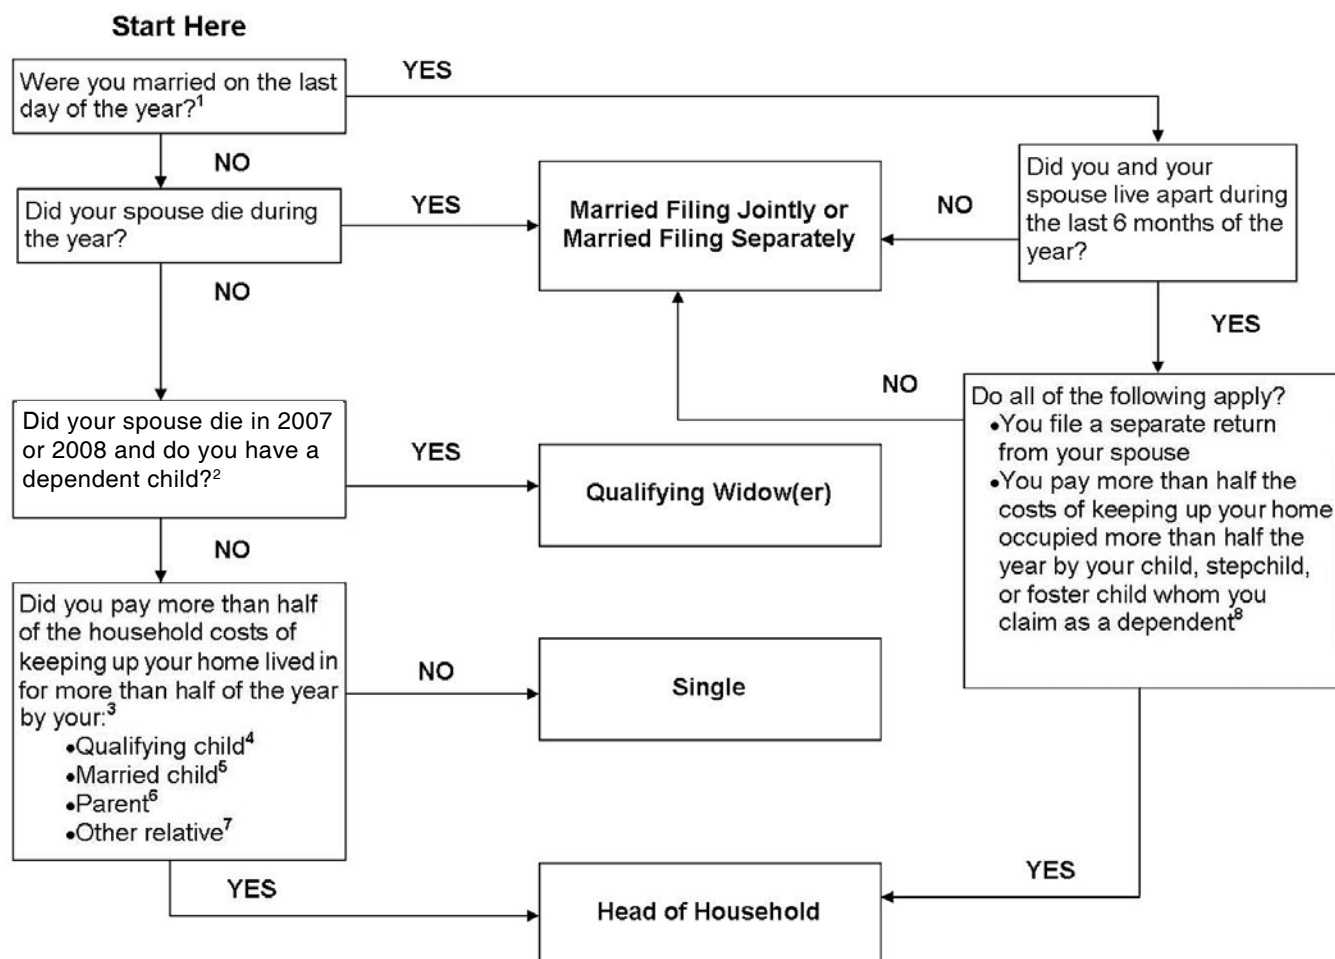 Start Here
Were you married on the last
day of the year?¹
YES
NO
Did your spouse die during
the year?
YES
Married Filing Jointly or
Married Filing Separately
NO
Did you and your
spouse live apart during
the last 6 months of the
year?
NO
YES
Did your spouse die in 2007
or 2008 and do you have a
dependent child?²
YES
Qualifying Widow(er)
NO
Do all of the following apply?
•You file a separate return
from your spouse
•You pay more than half the
costs of keeping up your home
occupied more than half the
year by your child, stepchild,
or foster child whom you
claim as a dependent⁸
NO
Did you pay more than half
of the household costs of
keeping up your home lived in
for more than half of the year
by your:³
•Qualifying child⁴
•Married child⁵
•Parent⁶
•Other relative⁷
NO
Single
YES
Head of Household
YES